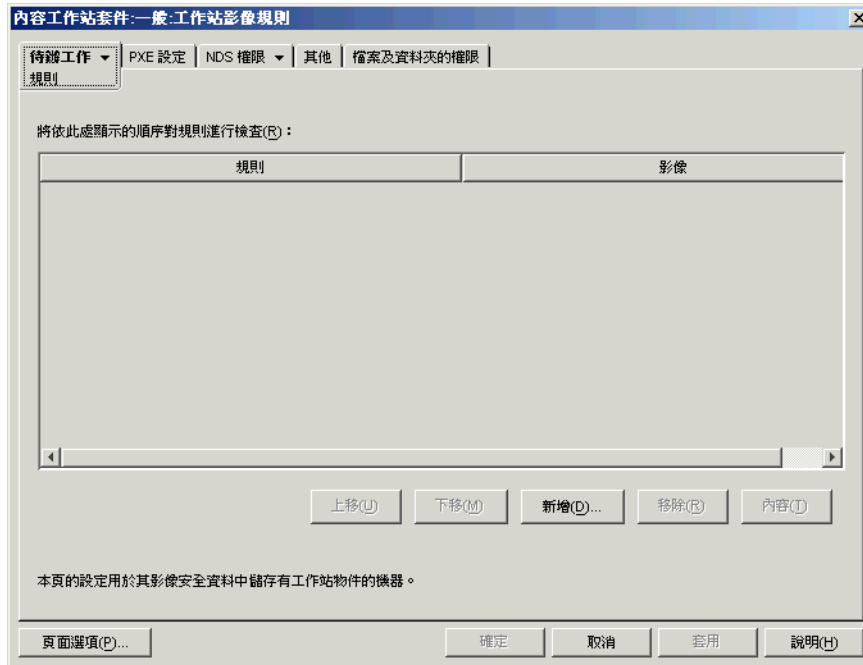 內容工作站套件:一般:工作站影像規則
待辦工作 PXE 設定 NDS 權限 其他 檔案及資料夾的權限
規則
將依此處顯示的順序對規則進行檢查(R)：
規則 影像
上移(U) 下移(M) 新增(D)... 移除(R) 內容(T)
本頁的設定用於其影像安全資料中儲存有工作站物件的機器。
頁面選項(P)... 確定 取消 套用 說明(H)